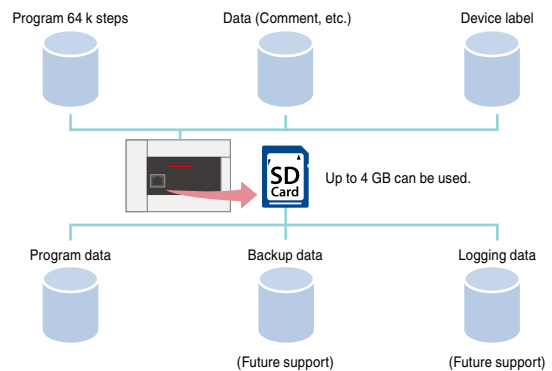 Program 64 k steps
Data (Comment, etc.)
Device label
SD
Card
Up to 4 GB can be used.
Program data
Backup data
Logging data
(Future support)
(Future support)